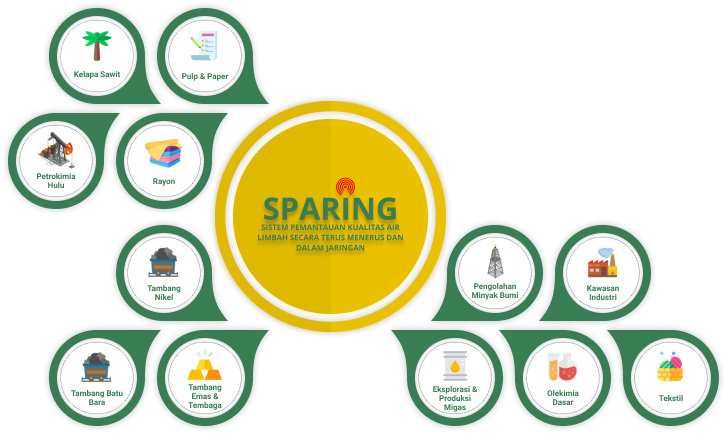 Kelapa Sawit
Pulp & Paper
Petrokimia
Hulu
Rayon
SPARING
SISTEM PEMANTAUAN KUALITAS AIR
LIMBAH SECARA TERUS MENERUS DAN
DALAM JARINGAN
Tambang
Nikel
Pengolahan
Minyak Bumi
Kawasan
Industri
Tambang Batu
Bara
Tambang
Emas &
Tembaga
Eksplorasi &
Produksi
Migas
Olekimia
Dasar
Tekstil